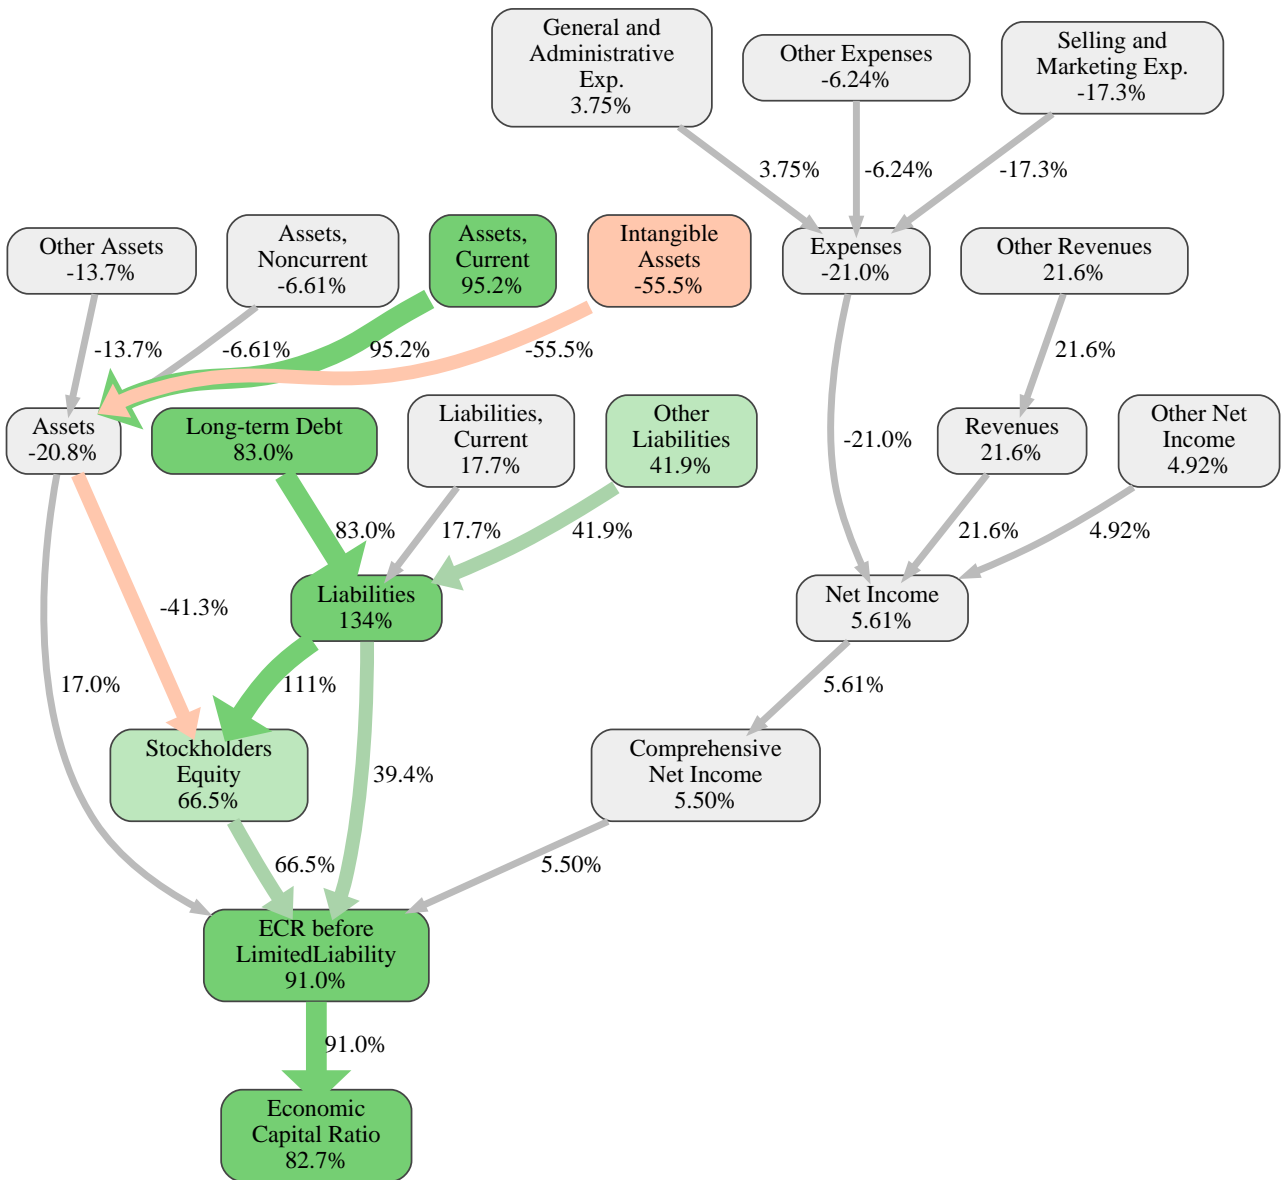 General and
Administrative
Exp.
3.75%
Other Expenses
-6.24%
Selling and
Marketing Exp.
-17.3%
3.75%
-6.24%
-17.3%
Other Assets
-13.7%
Assets,
Noncurrent
-6.61%
Assets,
Current
95.2%
Intangible
Assets
-55.5%
Expenses
-21.0%
Other Revenues
21.6%
-13.7%
-6.61%
95.2%
-55.5%
21.6%
Assets
-20.8%
Long-term Debt
83.0%
Liabilities,
Current
17.7%
Other
Liabilities
41.9%
-21.0%
Revenues
21.6%
Other Net
Income
4.92%
83.0%
17.7%
41.9%
21.6%
4.92%
-41.3%
Liabilities
134%
Net Income
5.61%
17.0%
111%
5.61%
Stockholders
Equity
66.5%
39.4%
Comprehensive
Net Income
5.50%
66.5%
5.50%
ECR before
LimitedLiability
91.0%
91.0%
Economic
Capital Ratio
82.7%